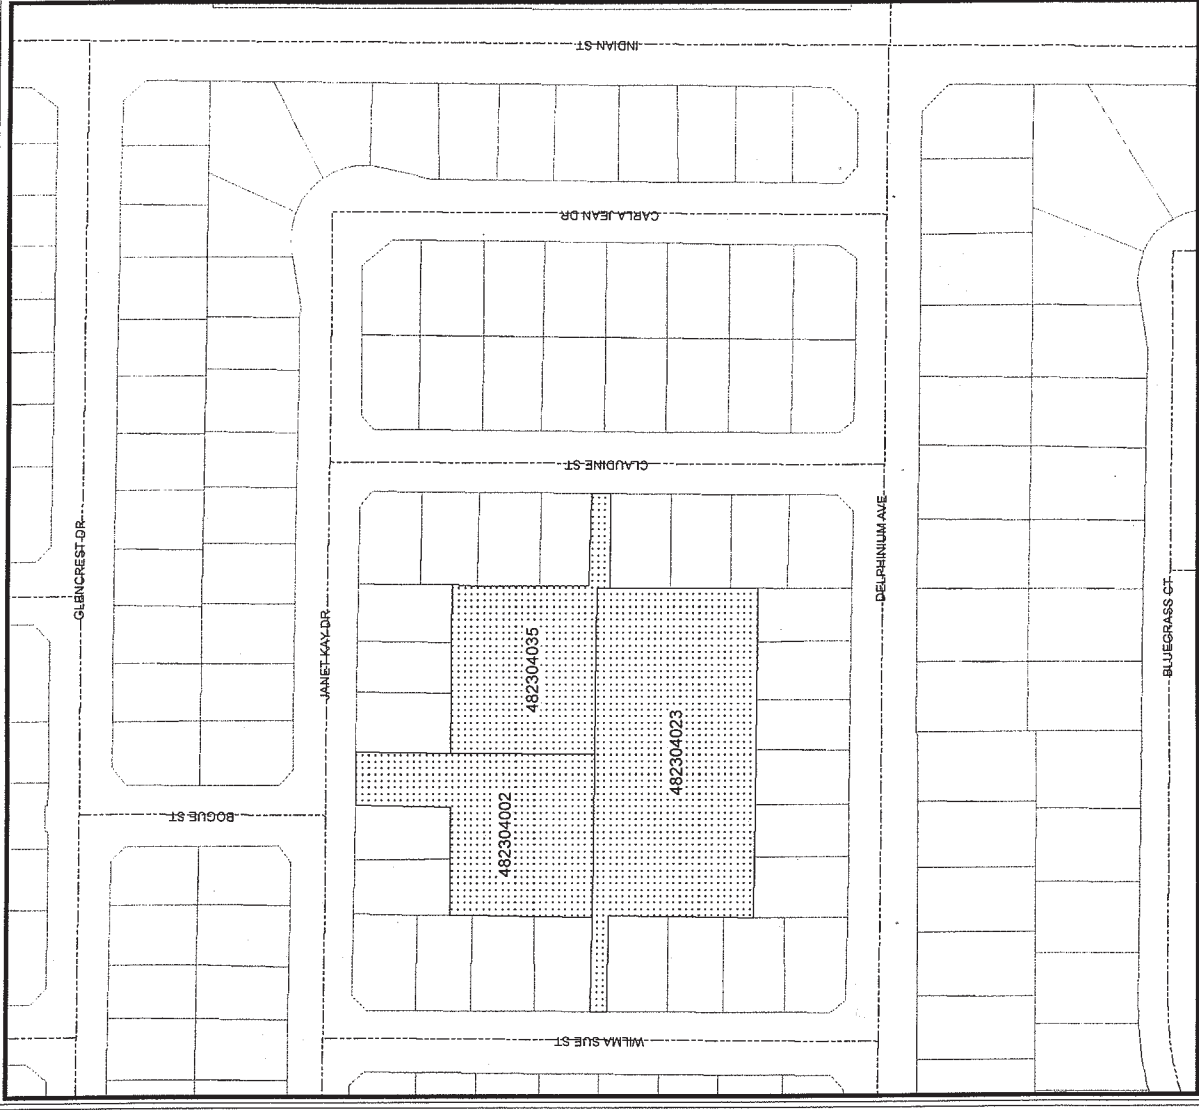 INDIAN ST
CARLA JEAN DR
CLAUDINE ST
GLENCREST DR
DELPHINIUM AVE
JANET KAY DR
482304035
BLUEGRASS CT
482304023
BOGUE ST
482304002
WILMA SUE ST